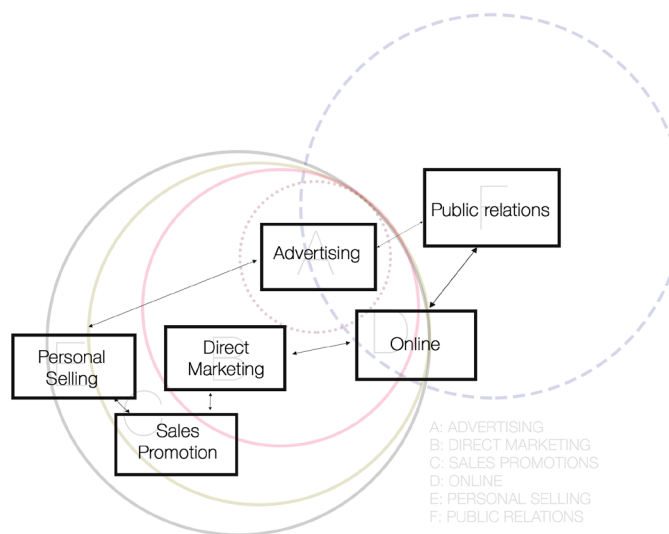 F
Public relations
A
Advertising
D
Online
E
Personal
Selling
B
Direct
Marketing
C
Sales
Promotion
A: ADVERTISING
B: DIRECT MARKETING
C: SALES PROMOTIONS
D: ONLINE
E: PERSONAL SELLING
F: PUBLIC RELATIONS